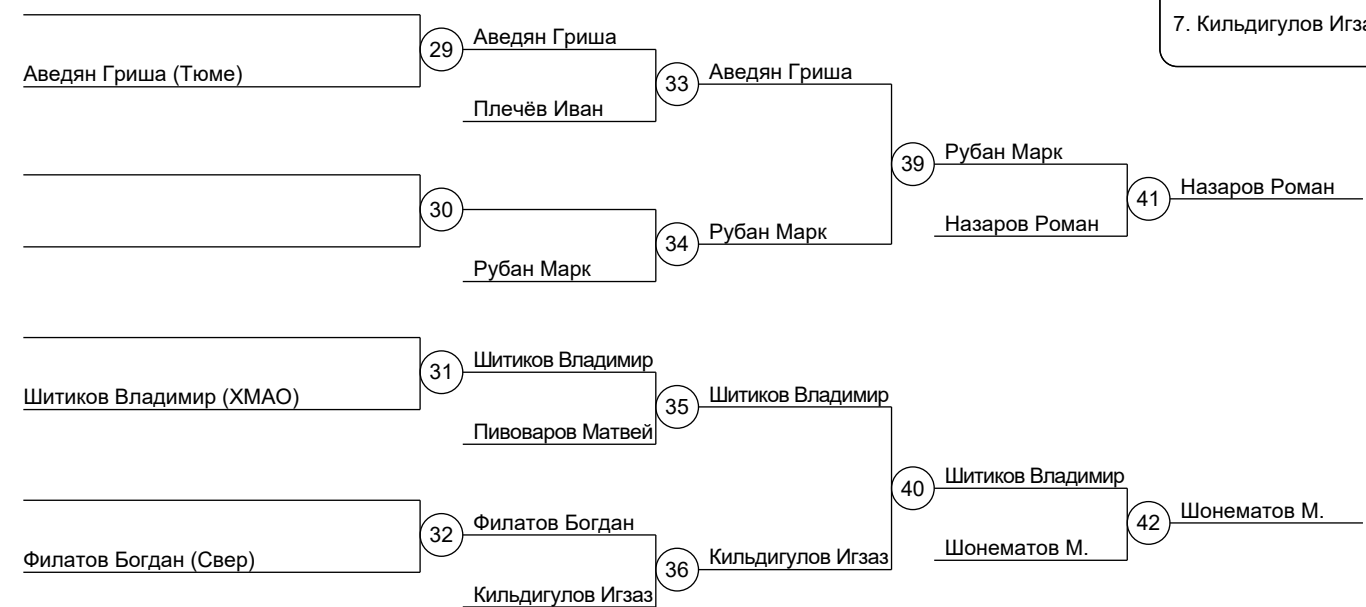 7. Кильдигулов Игза
29
Аведян Гриша
Аведян Гриша (Тюме)
33
Аведян Гриша
Плечёв Иван
39
Рубан Марк
30
41
Назаров Роман
34
Рубан Марк
Назаров Роман
Рубан Марк
31
Шитиков Владимир
Шитиков Владимир (ХМАО)
35
Шитиков Владимир
Пивоваров Матвей
40
Шитиков Владимир
32
Филатов Богдан
42
Шонематов М.
Филатов Богдан (Свер)
36
Кильдигулов Игзаз
Шонематов М.
Кильдигулов Игзаз